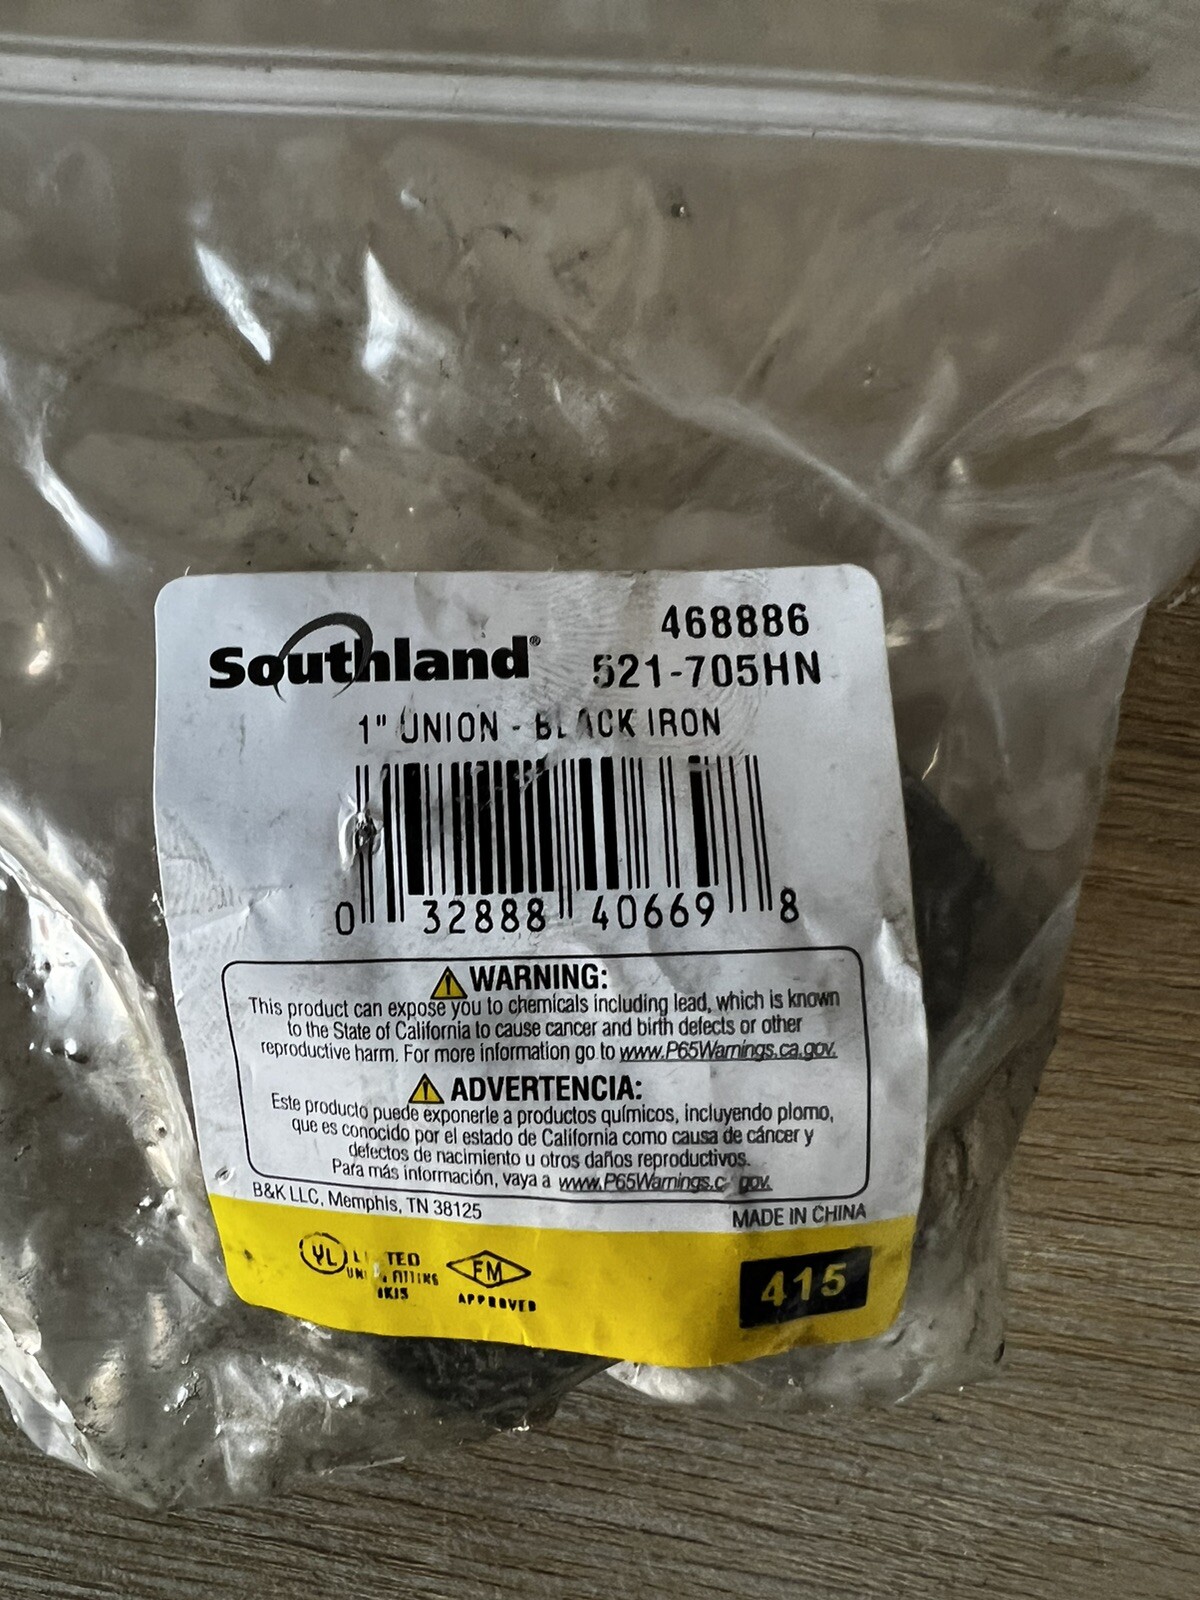 Southland®
468886
521-705HN
1" UNION - BLACK IRON
0 32888 40669 8
WARNING:
This product can expose you to chemicals including lead, which is known
to the State of California to cause cancer and birth defects or other
reproductive harm. For more information go to www.P65Warnings.ca.gov.
ADVERTENCIA:
Este producto puede exponerle a productos químicos, incluyendo plomo,
que es conocido por el estado de California como causa de cáncer y
defectos de nacimiento u otros daños reproductivos.
Para más información, vaya a www.P65Warnings.c gov.
B&K LLC, Memphis, TN 38125
MADE IN CHINA
UL
FM
APPROVED
415